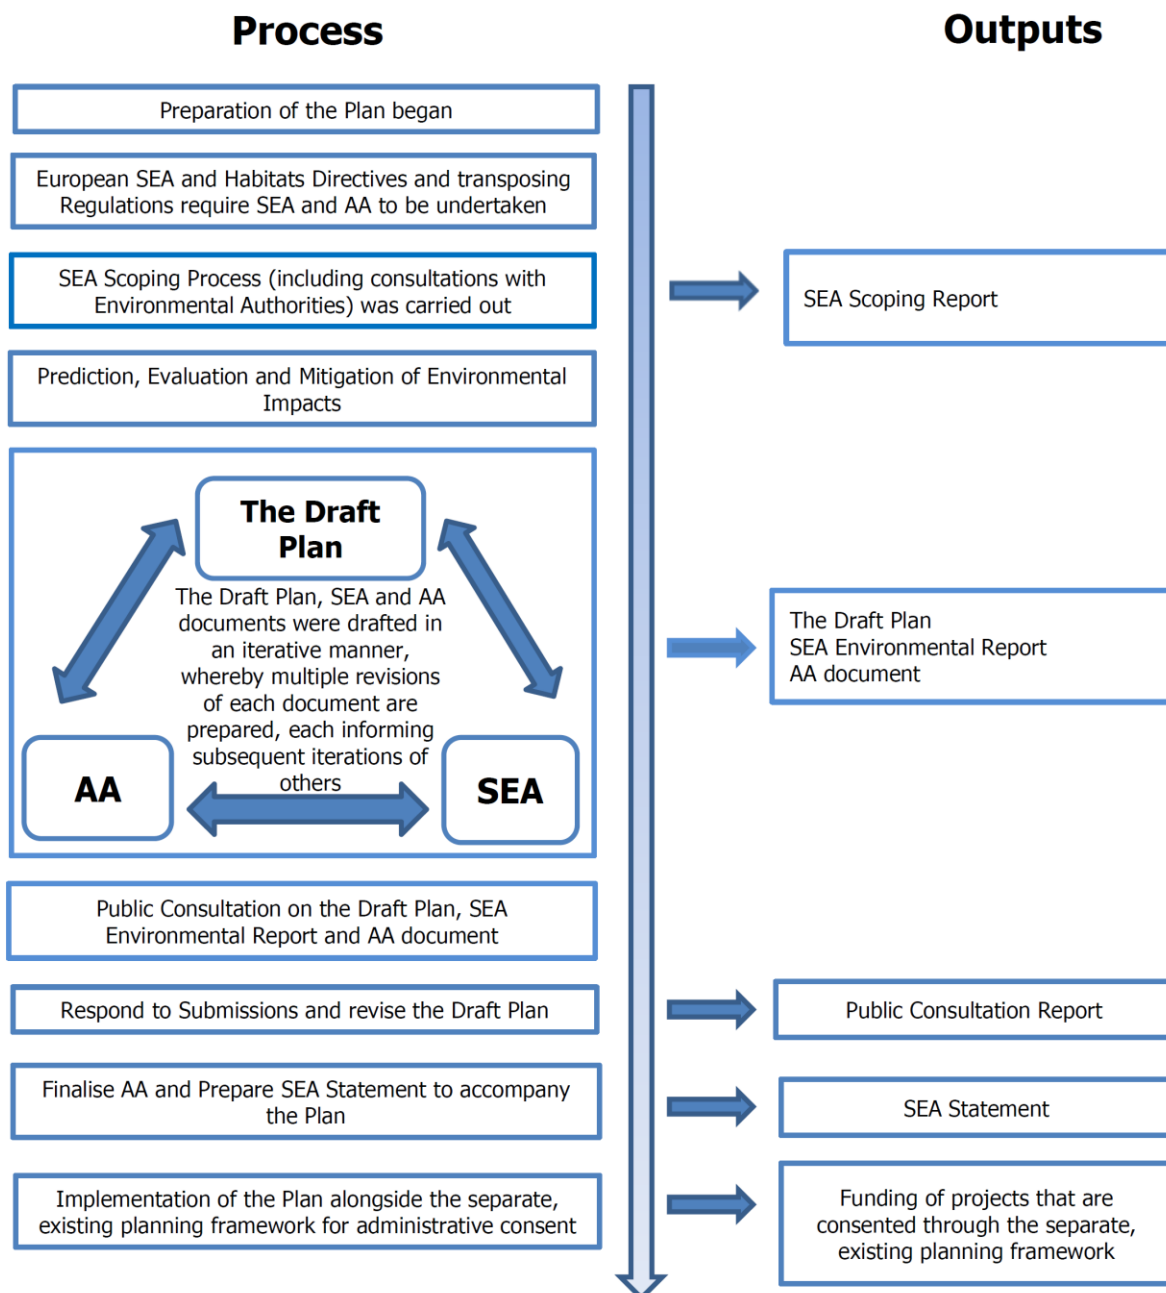 Process
Outputs
Preparation of the Plan began
European SEA and Habitats Directives and transposing
Regulations require SEA and AA to be undertaken
SEA Scoping Process (including consultations with
Environmental Authorities) was carried out
SEA Scoping Report
Prediction, Evaluation and Mitigation of Environmental
Impacts
The Draft
Plan
The Draft Plan, SEA and AA
documents were drafted in
an iterative manner,
whereby multiple revisions
of each document are
prepared, each informing
subsequent iterations of
others
AA
SEA
The Draft Plan
SEA Environmental Report
AA document
Public Consultation on the Draft Plan, SEA
Environmental Report and AA document
Respond to Submissions and revise the Draft Plan
Public Consultation Report
Finalise AA and Prepare SEA Statement to accompany
the Plan
SEA Statement
Implementation of the Plan alongside the separate,
existing planning framework for administrative consent
Funding of projects that are
consented through the separate,
existing planning framework